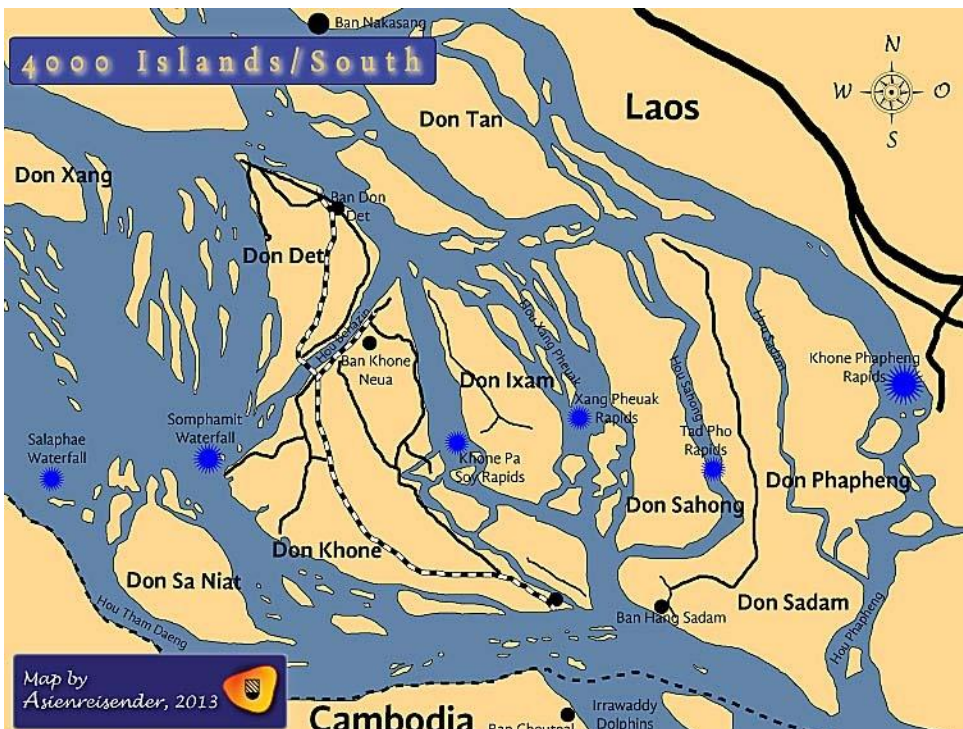 Ban Nakasang
4000 Islands/South
N
W
O
S
Laos
Don Tan
Don Xang
Ban Don
Det
Don Det
Hou Behazin
Ban Khone
Neua
Hou Xang Pheuak
Hou Sadam
Hou Sahong
Khone Phapheng
Rapids
Don Ixam
Xang Pheuak
Rapids
Somphamit
Waterfall
Salaphae
Waterfall
Tad Pho
Rapids
Khone Pa
Soy Rapids
Don Phapheng
Don Sahong
Don Khone
Don Sa Niat
Hou Tham Daeng
Ban Hang Sadam
Don Sadam
Hou Phapheng
Map by
Asienreisender, 2013
Cambodia
Irrawaddy
Dolphins
Ban